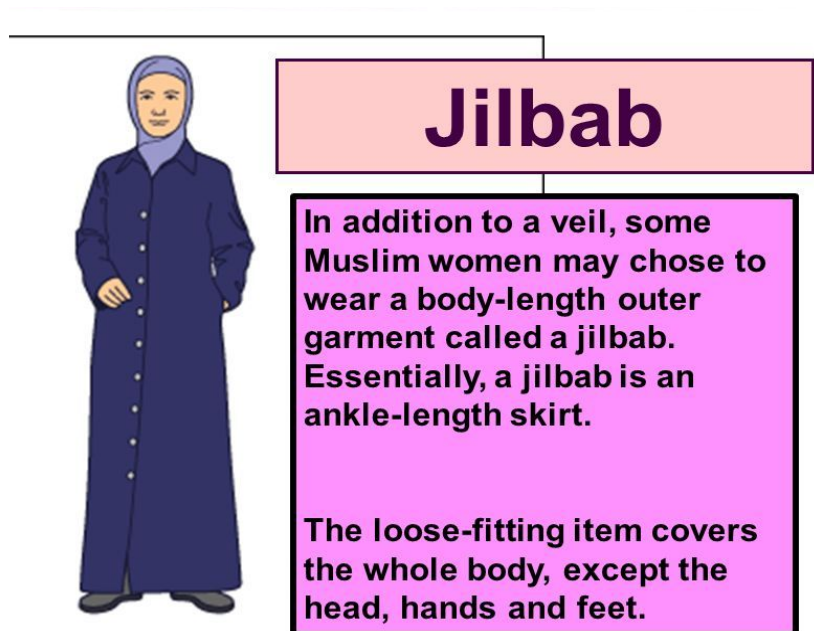 Jilbab
In addition to a veil, some
Muslim women may chose to
wear a body-length outer
garment called a jilbab.
Essentially, a jilbab is an
ankle-length skirt.
The loose-fitting item covers
the whole body, except the
head, hands and feet.